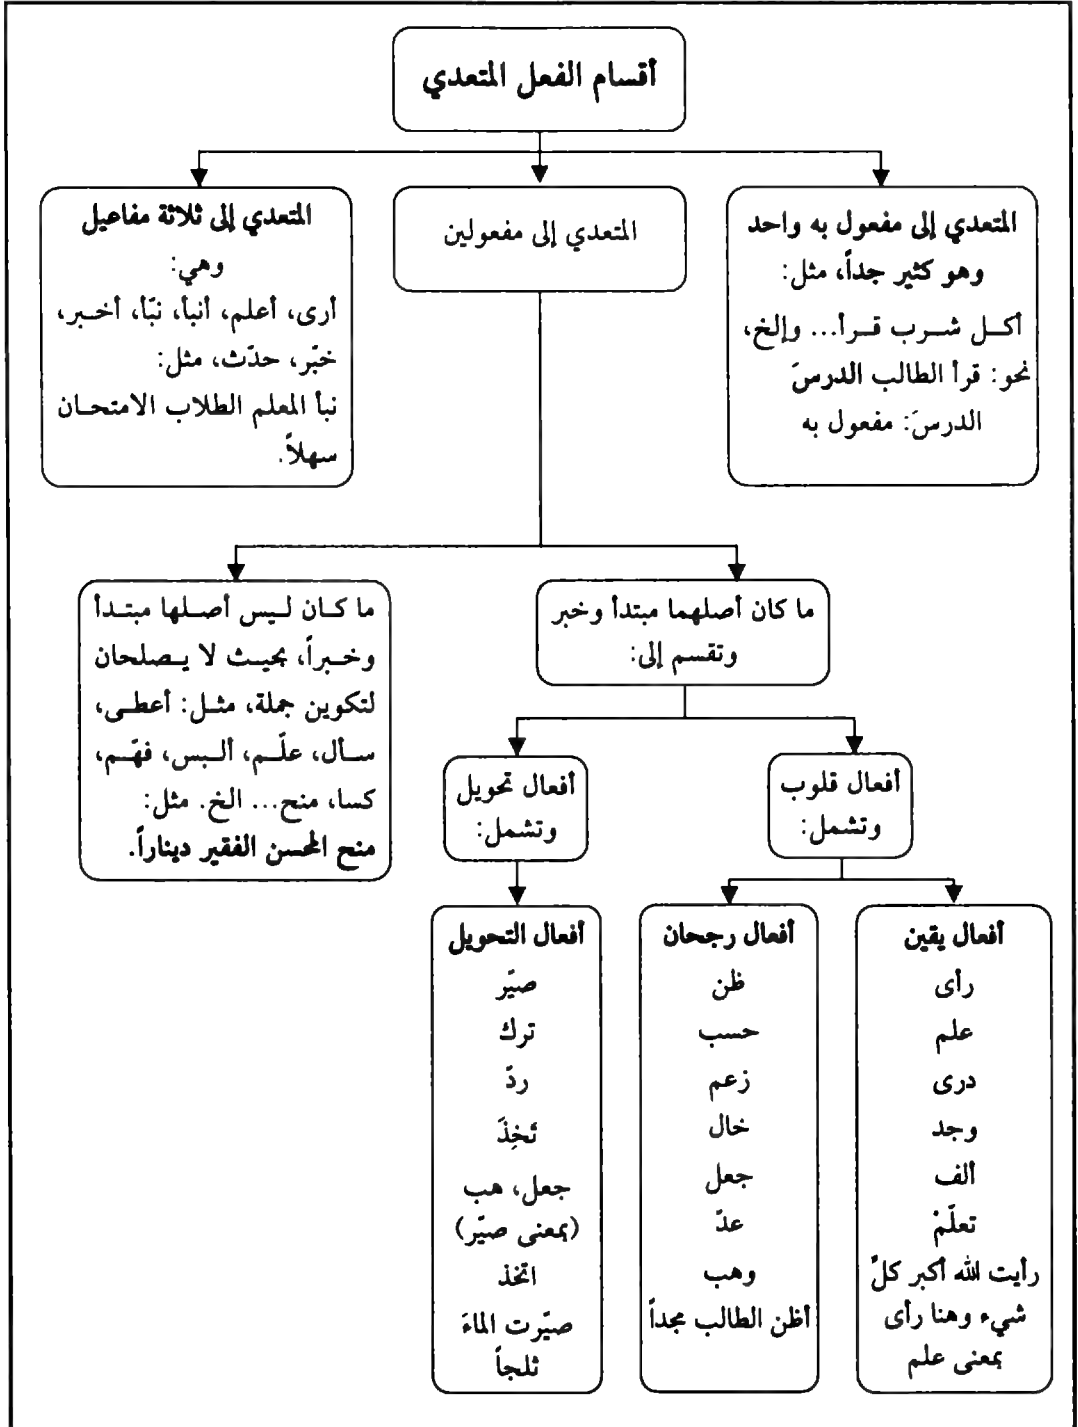 أقسام الفعل المتعدي
المتعدي إلى مفعول به واحد
وهو كثير جداً، مثل:
أكل شرب قرأ... وإلخ،
نحو: قرأ الطالب الدرسَ
الدرسَ: مفعول به
المتعدي إلى مفعولين
المتعدي إلى ثلاثة مفاعيل
وهي:
أرى، أعلم، أنبأ، نبّأ، أخبر،
خبّر، حدّث، مثل:
نبأ المعلم الطلاب الامتحان
سهلاً.
ما كان أصلهما مبتدأ وخبر
وتقسم إلى:
ما كان ليس أصلها مبتدأ
وخبراً، بحيث لا يصلحان
لتكوين جملة، مثل: أعطى،
سأل، علّم، ألبس، فهّم،
كسا، منح... الخ. مثل:
منح المحسن الفقير ديناراً.
أفعال قلوب
وتشمل:
أفعال تحويل
وتشمل:
أفعال يقين
رأى
علم
درى
وجد
ألف
تعلّمْ
رأيت الله أكبر كلِّ
شيء وهنا رأى
بمعنى علم
أفعال رجحان
ظن
حسب
زعم
خال
جعل
عدّ
وهب
أظن الطالب مجداً
أفعال التحويل
صيّر
ترك
ردّ
تَخِذَ
جعل، هب
(بمعنى صيّر)
اتخذ
صيّرت الماءَ
ثلجاً